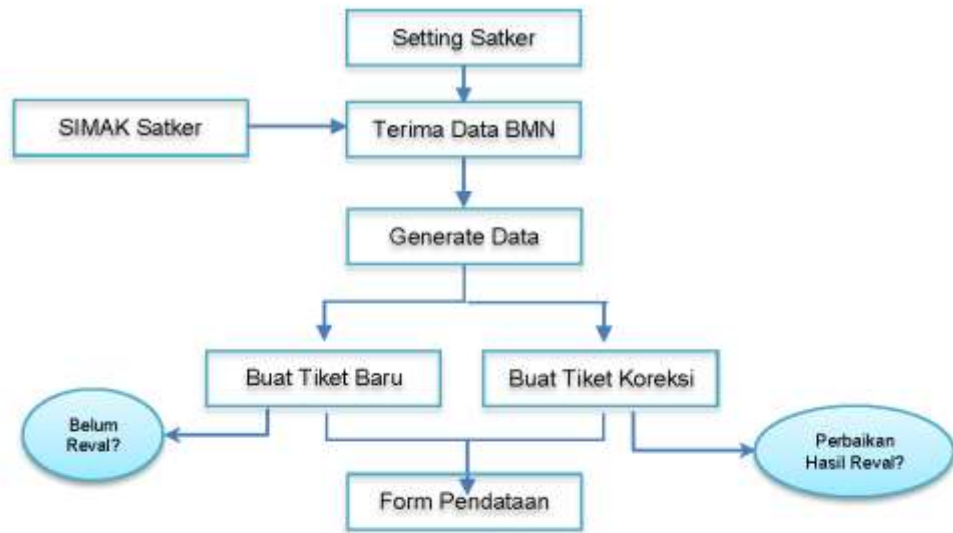 Setting Satker
SIMAK Satker
Terima Data BMN
Generate Data
Buat Tiket Baru
Buat Tiket Koreksi
Belum
Reval?
Perbaikan
Hasil Reval?
Form Pendataan